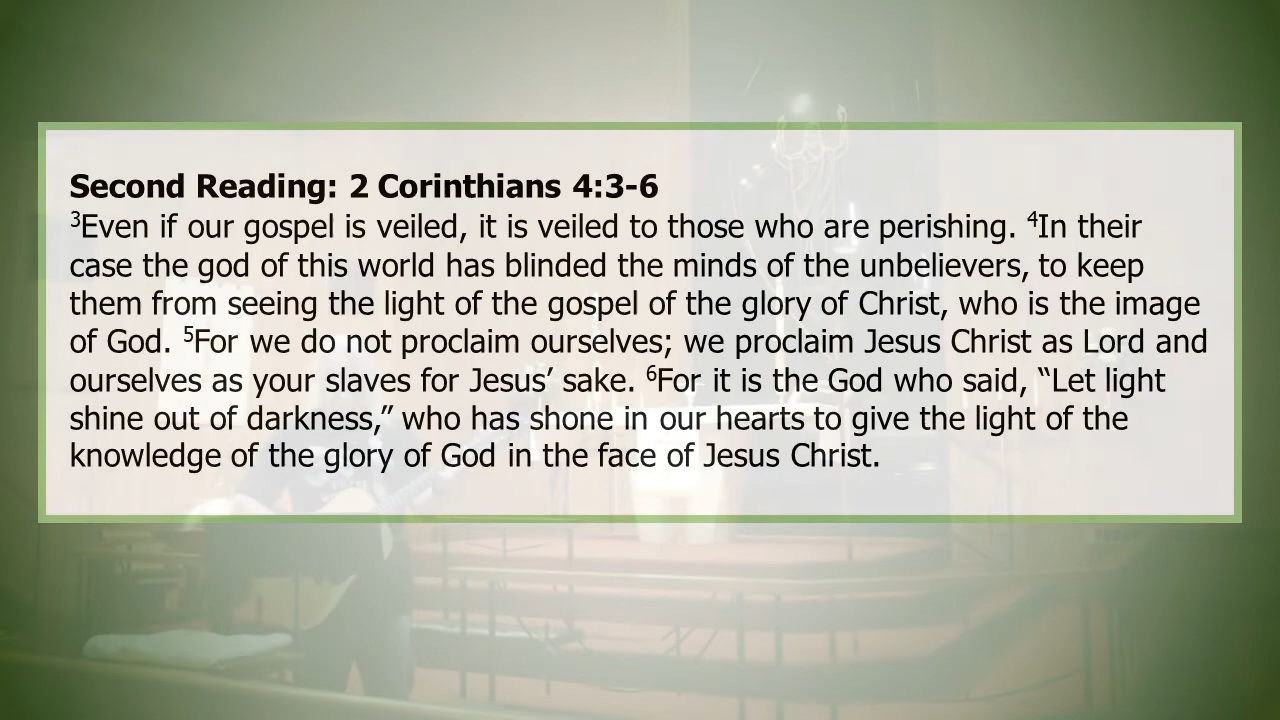 Second Reading: 2 Corinthians 4:3-6
³Even if our gospel is veiled, it is veiled to those who are perishing. ⁴In their
case the god of this world has blinded the minds of the unbelievers, to keep
them from seeing the light of the gospel of the glory of Christ, who is the image
of God. ⁵For we do not proclaim ourselves; we proclaim Jesus Christ as Lord and
ourselves as your slaves for Jesus’ sake. ⁶For it is the God who said, “Let light
shine out of darkness,” who has shone in our hearts to give the light of the
knowledge of the glory of God in the face of Jesus Christ.